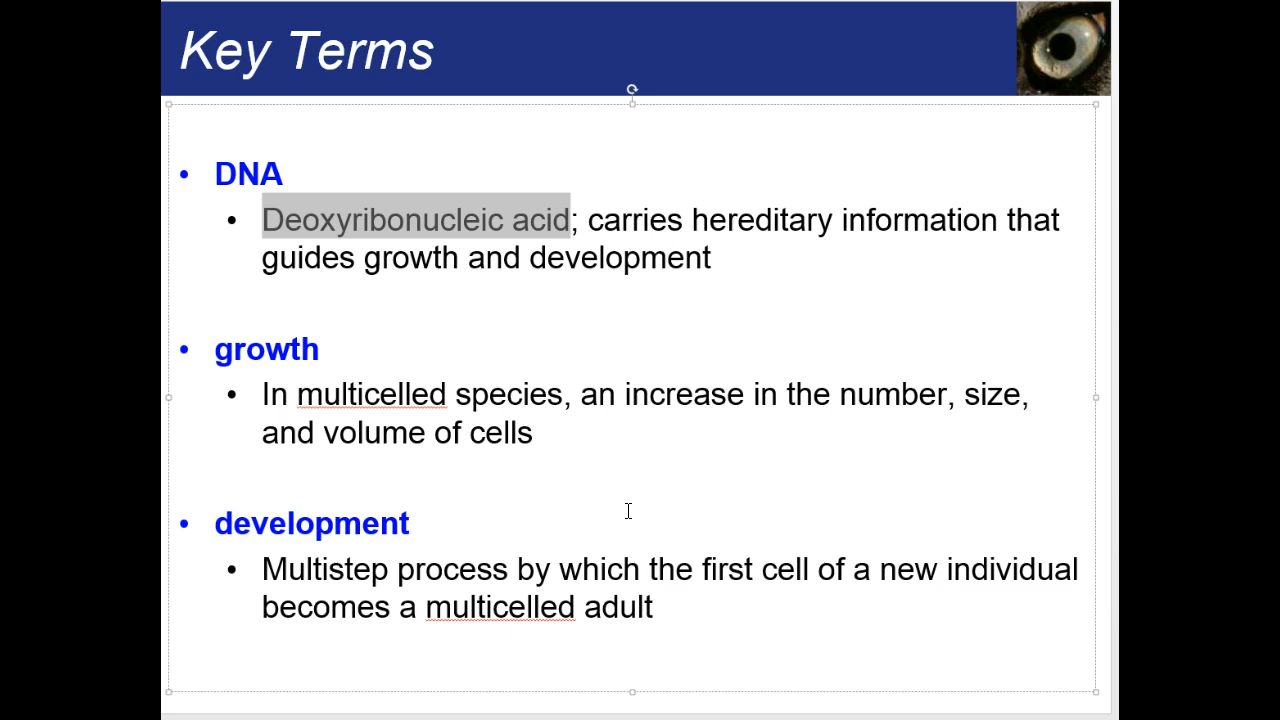 Key Terms
• DNA
• Deoxyribonucleic acid; carries hereditary information that
guides growth and development
• growth
• In multicelled species, an increase in the number, size,
and volume of cells
• development
• Multistep process by which the first cell of a new individual
becomes a multicelled adult